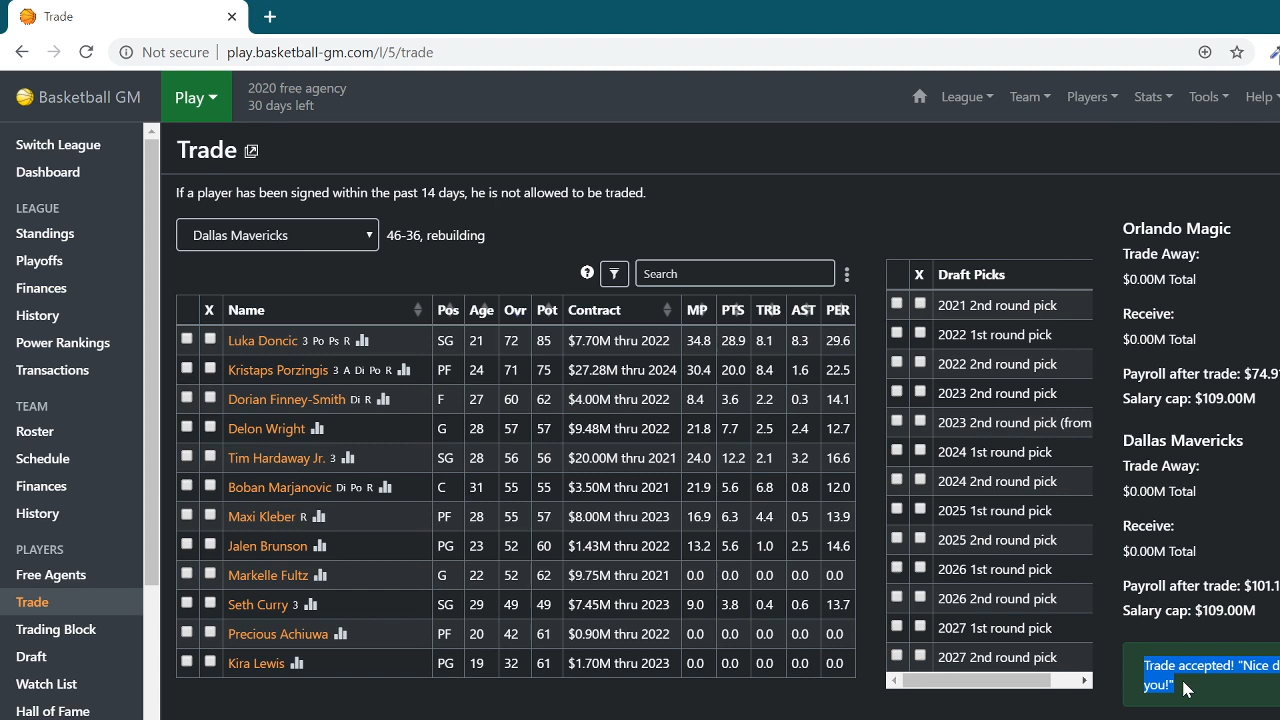 Trade
Not secure | play.basketball-gm.com/l/5/trade
Basketball GM
Play
2020 free agency
30 days left
League Team Players Stats Tools Help
Switch League
Dashboard
LEAGUE
Standings
Playoffs
Finances
History
Power Rankings
Transactions
TEAM
Roster
Schedule
Finances
History
PLAYERS
Free Agents
Trade
Trading Block
Draft
Watch List
Hall of Fame
Trade
If a player has been signed within the past 14 days, he is not allowed to be traded.
Dallas Mavericks 46-36, rebuilding
Search
X Name Pos Age Ovr Pot Contract MP PTS TRB AST PER
Luka Doncic 3 Po Ps R SG 21 72 85 $7.70M thru 2022 34.8 28.9 8.1 8.3 29.6
Kristaps Porzingis 3 A Di Po R PF 24 71 75 $27.28M thru 2024 30.4 20.0 8.4 1.6 22.5
Dorian Finney-Smith Di R F 27 60 62 $4.00M thru 2022 8.4 3.6 2.2 0.3 14.1
Delon Wright G 28 57 57 $9.48M thru 2022 21.8 7.7 2.5 2.4 12.7
Tim Hardaway Jr. 3 SG 28 56 56 $20.00M thru 2021 24.0 12.2 2.1 3.2 16.6
Boban Marjanovic Di Po R C 31 55 55 $3.50M thru 2021 21.9 5.6 6.8 0.8 12.0
Maxi Kleber R PF 28 55 57 $8.00M thru 2023 16.9 6.3 4.4 0.5 13.9
Jalen Brunson PG 23 52 60 $1.43M thru 2022 13.2 5.6 1.0 2.5 14.6
Markelle Fultz G 22 52 62 $9.75M thru 2021 0.0 0.0 0.0 0.0 0.0
Seth Curry 3 SG 29 49 49 $7.45M thru 2023 9.0 3.8 0.4 0.6 13.7
Precious Achiuwa PF 20 42 61 $0.90M thru 2022 0.0 0.0 0.0 0.0 0.0
Kira Lewis PG 19 32 61 $1.70M thru 2023 0.0 0.0 0.0 0.0 0.0
X Draft Picks
2021 2nd round pick
2022 1st round pick
2022 2nd round pick
2023 2nd round pick
2023 2nd round pick (from
2024 1st round pick
2024 2nd round pick
2025 1st round pick
2025 2nd round pick
2026 1st round pick
2026 2nd round pick
2027 1st round pick
2027 2nd round pick
Orlando Magic
Trade Away:
$0.00M Total
Receive:
$0.00M Total
Payroll after trade: $74.9
Salary cap: $109.00M
Dallas Mavericks
Trade Away:
$0.00M Total
Receive:
$0.00M Total
Payroll after trade: $101.1
Salary cap: $109.00M
Trade accepted! "Nice d
you!"